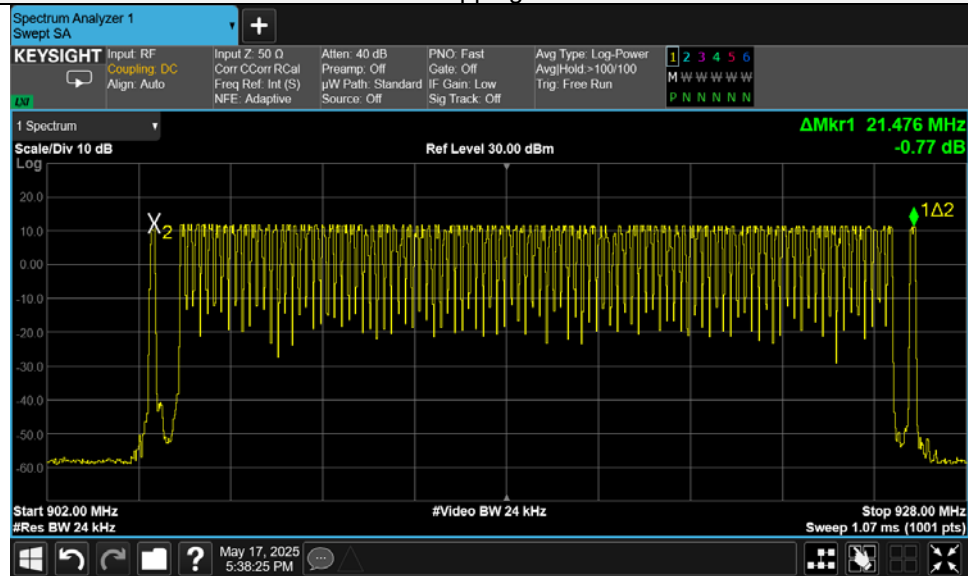 Spectrum Analyzer 1
Swept SA
+
KEYSIGHT
LXI
Input: RF
Coupling: DC
Align: Auto
Input Z: 50 Ω
Corr CCorr RCal
Freq Ref: Int (S)
NFE: Adaptive
Atten: 40 dB
Preamp: Off
µW Path: Standard
Source: Off
PNO: Fast
Gate: Off
IF Gain: Low
Sig Track: Off
Avg Type: Log-Power
Avg|Hold:>100/100
Trig: Free Run
1 2 3 4 5 6
M W W W W W
P N N N N N
1 Spectrum
ΔMkr1 21.476 MHz
Scale/Div 10 dB
Ref Level 30.00 dBm
-0.77 dB
Log
20.0
1Δ2
X2
10.0
0.00
-10.0
-20.0
-30.0
-40.0
-50.0
-60.0
Start 902.00 MHz
#Video BW 24 kHz
Stop 928.00 MHz
#Res BW 24 kHz
Sweep 1.07 ms (1001 pts)
?
May 17, 2025
5:38:25 PM